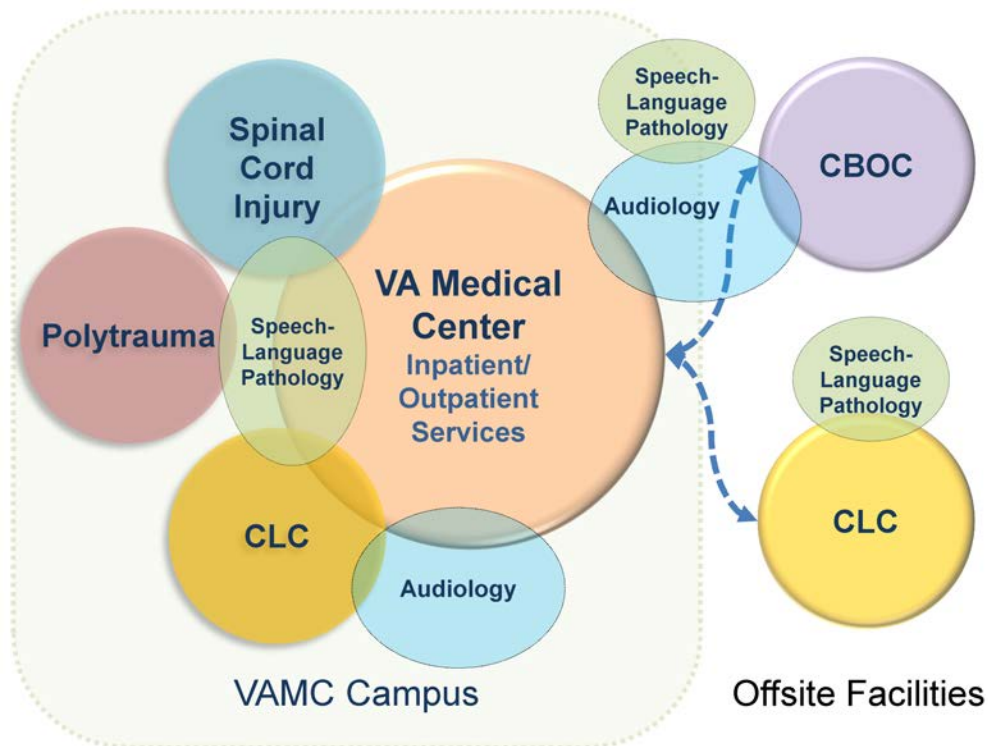 Spinal
Cord
Injury
Polytrauma
Speech-
Language
Pathology
VA Medical
Center
Inpatient/
Outpatient
Services
CLC
Audiology
VAMC Campus
Speech-
Language
Pathology
Audiology
CBOC
Speech-
Language
Pathology
CLC
Offsite Facilities